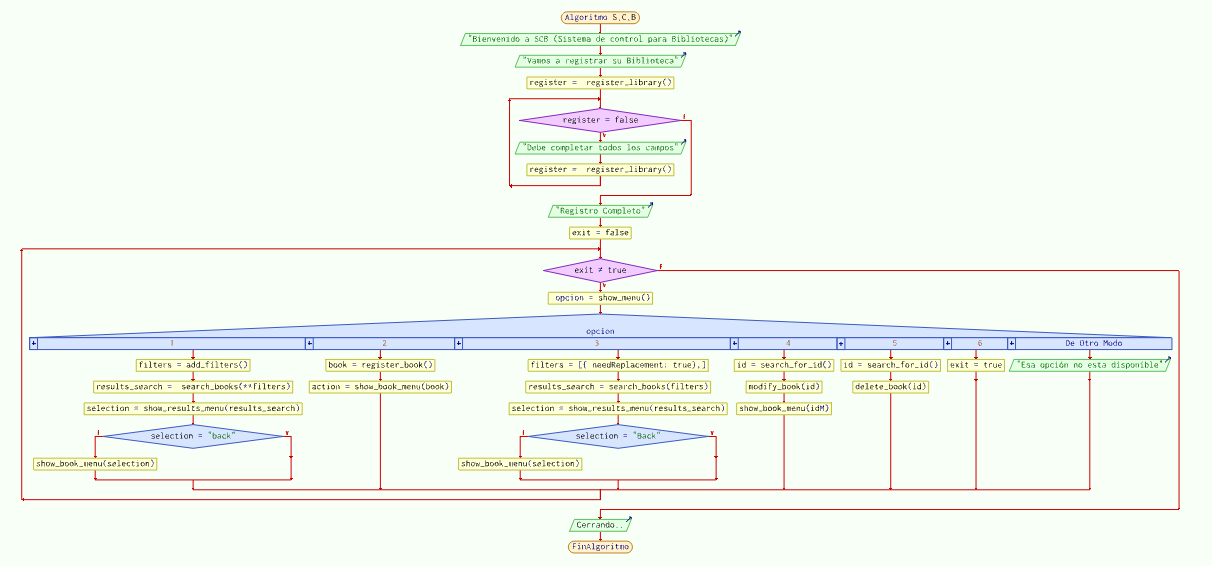 Algoritmo S,C,B
"Bienvenido a SCB (Sistema de control para Bibliotecas)"
"Vamos a registrar su Biblioteca"
register = register_library()
register = false
f
v
"Debe completar todos los campos"
register = register_library()
"Registro Completo"
exit = false
exit ≠ true
f
v
opcion = show_menu()
opcion
+ 1 + 2 + 3 + 4 + 5 + 6 + De Otro Modo
filters = add_filters() book = register_book() filters = [{ needReplacement: true},] id = search_for_id() id = search_for_id() exit = true "Esa opción no esta disponible"
results_search = search_books(**filters) action = show_book_menu(book) results_search = search_books(filters) modify_book(id) delete_book(id)
selection = show_results_menu(results_search) selection = show_results_menu(results_search) show_book_menu(idM)
f selection = "back" v f selection = "Back" v
show_book_menu(selection) show_book_menu(selection)
"Cerrando..
FinAlgoritmo